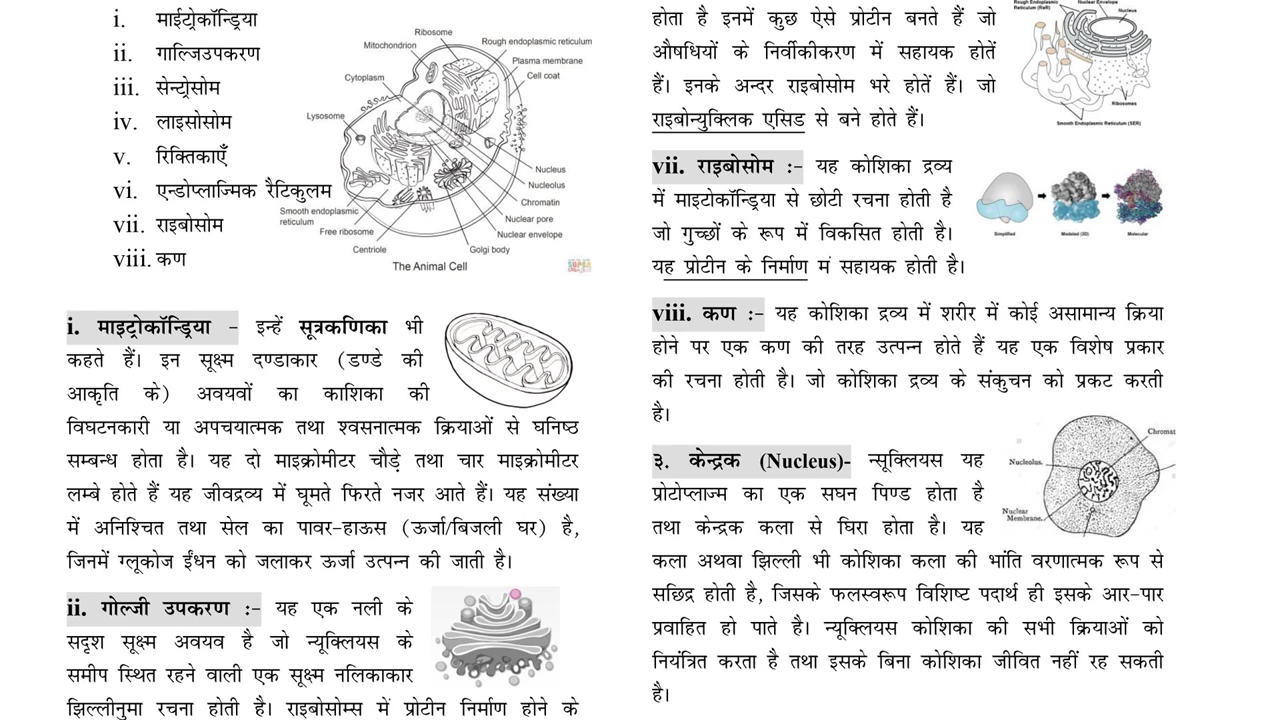 i. माईट्रोकॉन्ड्रिया
ii. गाल्जिउपकरण
iii. सेन्ट्रोसोम
iv. लाइसोसोम
v. रिक्तिकाएँ
vi. एन्डोप्लाज्मिक रैटिकुलम
vii. राइबोसोम
viii. कण
Ribosome
Mitochondrion
Rough endoplasmic reticulum
Plasma membrane
Cell coat
Cytoplasm
Lysosome
Nucleus
Nucleolus
Chromatin
Nuclear pore
Nuclear envelope
Golgi body
Smooth endoplasmic
reticulum
Free ribosome
Centriole
The Animal Cell
i. माइट्रोकॉन्ड्रिया - इन्हें सूत्रकणिका भी
कहते हैं। इन सूक्ष्म दण्डाकार (डण्डे की
आकृति के) अवयवों का काशिका की
विघटनकारी या अपचयात्मक तथा श्वसनात्मक क्रियाओं से घनिष्ठ
सम्बन्ध होता है। यह दो माइक्रोमीटर चौड़े तथा चार माइक्रोमीटर
लम्बे होते हैं यह जीवद्रव्य में घूमते फिरते नजर आते हैं। यह संख्या
में अनिश्चित तथा सेल का पावर-हाऊस (ऊर्जा/बिजली घर) है,
जिनमें ग्लूकोज ईंधन को जलाकर ऊर्जा उत्पन्न की जाती है।
ii. गोल्जी उपकरण :- यह एक नली के
सदृश सूक्ष्म अवयव है जो न्यूक्लियस के
समीप स्थित रहने वाली एक सूक्ष्म नलिकाकार
झिल्लीनुमा रचना होती है। राइबोसोम्स में प्रोटीन निर्माण होने के
होता है इनमें कुछ ऐसे प्रोटीन बनते हैं जो
औषधियों के निर्वीकीकरण में सहायक होतें
हैं। इनके अन्दर राइबोसोम भरे होतें हैं। जो
राइबोन्युक्लिक एसिड से बने होते हैं।
Rough Endoplasmic
Reticulum (ReR)
Nuclear Envelope
Nucleus
Ribosomes
Smooth Endoplasmic Reticulum (SER)
vii. राइबोसोम :- यह कोशिका द्रव्य
में माइटोकॉन्ड्रिया से छोटी रचना होती है
जो गुच्छों के रूप में विकसित होती है।
यह प्रोटीन के निर्माण में सहायक होती है।
Simplified
Modeled (3D)
Molecular
viii. कण :- यह कोशिका द्रव्य में शरीर में कोई असामान्य क्रिया
होने पर एक कण की तरह उत्पन्न होते हैं यह एक विशेष प्रकार
की रचना होती है। जो कोशिका द्रव्य के संकुचन को प्रकट करती
है।
३. केन्द्रक (Nucleus)- न्सूक्लियस यह
प्रोटोप्लाज्म का एक सघन पिण्ड होता है
तथा केन्द्रक कला से घिरा होता है। यह
कला अथवा झिल्ली भी कोशिका कला की भांति वरणात्मक रूप से
सछिद्र होती है, जिसके फलस्वरूप विशिष्ट पदार्थ ही इसके आर-पार
प्रवाहित हो पाते है। न्यूक्लियस कोशिका की सभी क्रियाओं को
नियंत्रित करता है तथा इसके बिना कोशिका जीवित नहीं रह सकती
है।
Chromat
Nucleolus.
Nuclear
Membrane.